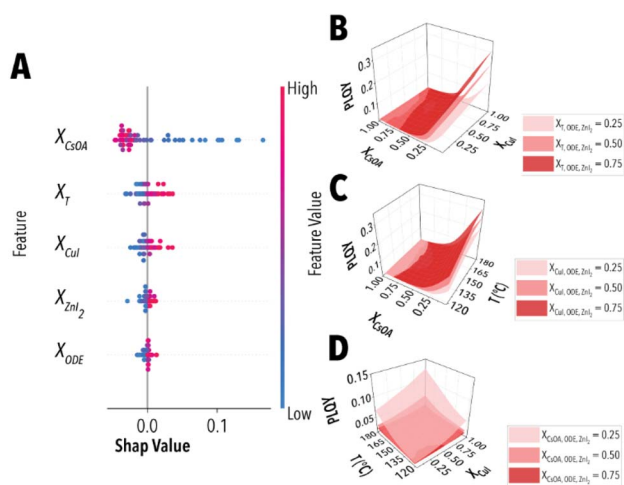 A
High
X_CsOA
X_T
X_CuI
X_ZnI₂
X_ODE
Feature
Feature Value
Low
0.0 0.1
Shap Value
B
PLQY
0.3
0.2
0.1
1.00
0.75
0.50
0.25
X_CsOA
1.00
0.75
0.50
0.25
X_CuI
X_T, ODE, ZnI₂ = 0.25
X_T, ODE, ZnI₂ = 0.50
X_T, ODE, ZnI₂ = 0.75
C
PLQY
0.3
0.2
0.1
1.00
0.75
0.50
0.25
X_CsOA
180
165
150
135
120
T(°C)
X_CuI, ODE, ZnI₂ = 0.25
X_CuI, ODE, ZnI₂ = 0.50
X_CuI, ODE, ZnI₂ = 0.75
D
PLQY
0.15
0.10
0.05
180
165
150
135
120
T(°C)
1.00
0.75
0.50
0.25
X_CuI
X_CsOA, ODE, ZnI₂ = 0.25
X_CsOA, ODE, ZnI₂ = 0.50
X_CsOA, ODE, ZnI₂ = 0.75